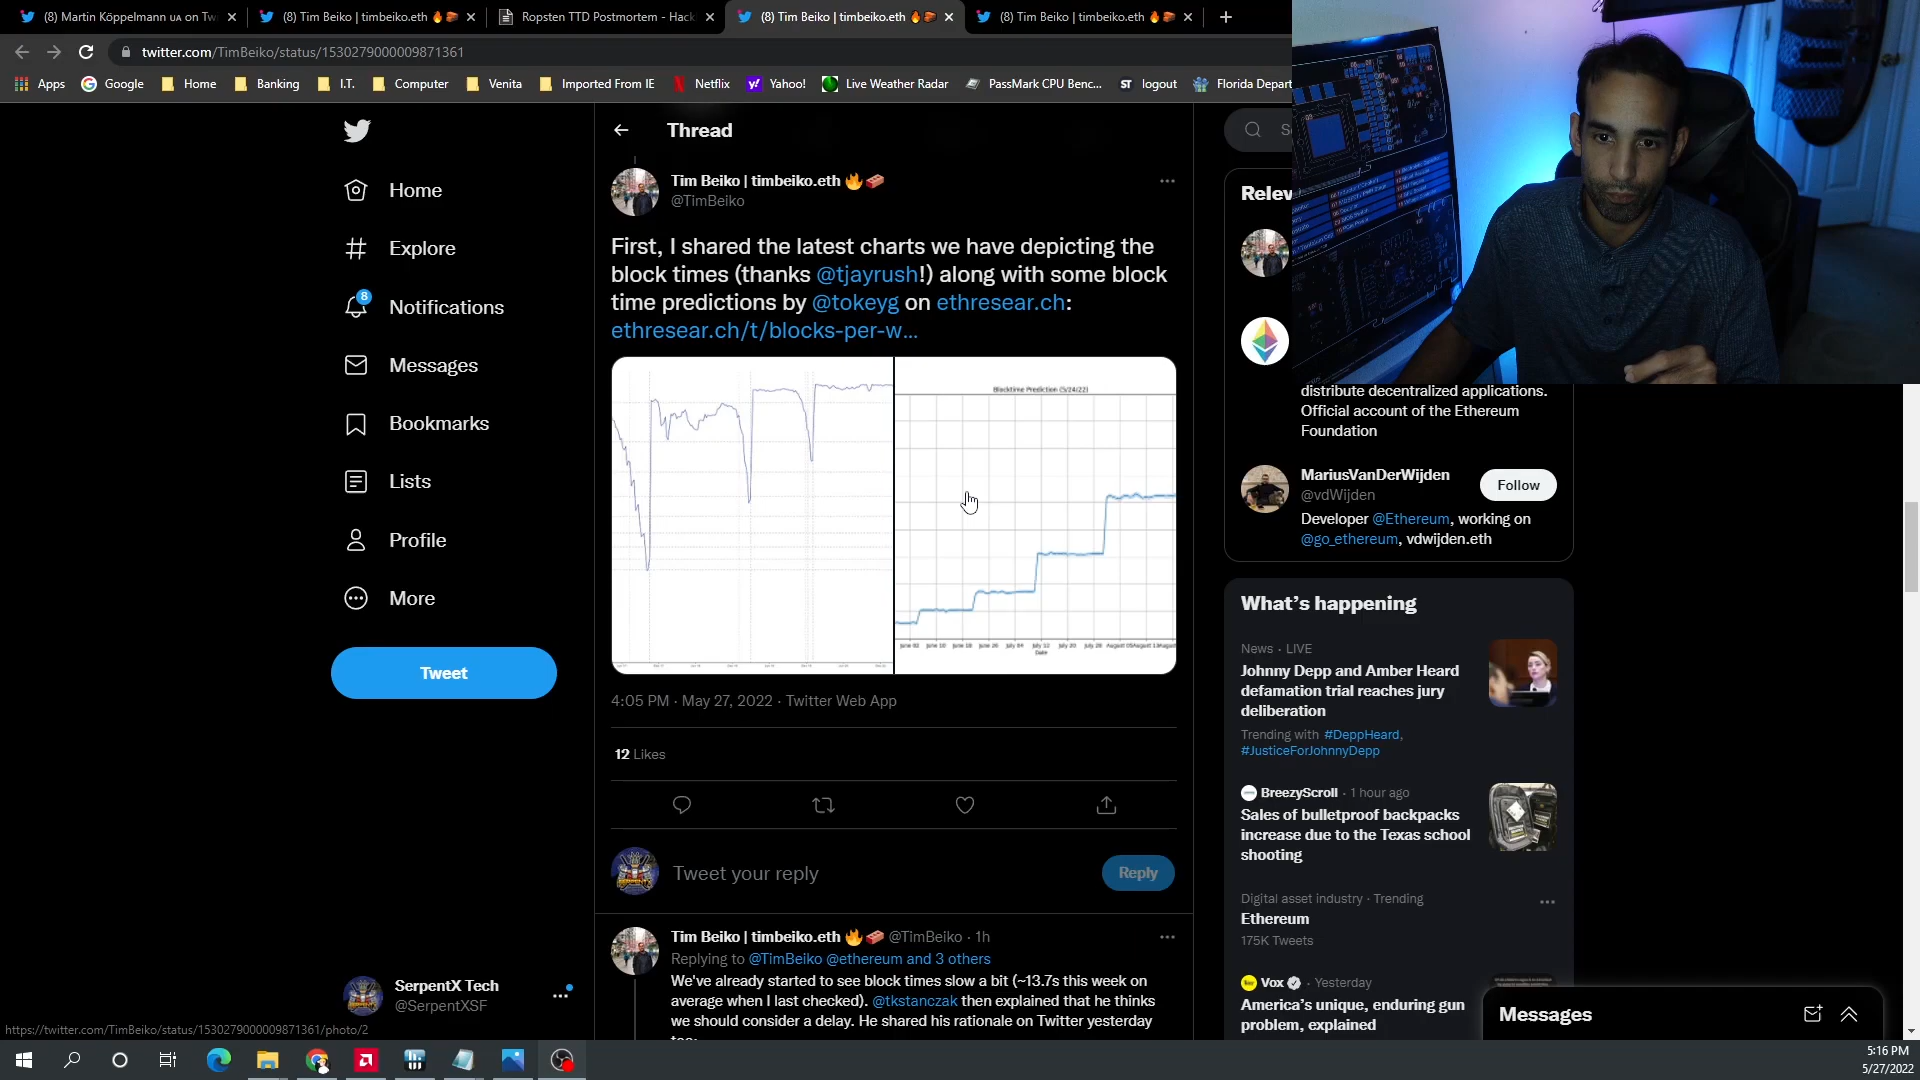 (8) Martin Köppelmann UA on Tw
(8) Tim Beiko | timbeiko.eth
Ropsten TTD Postmortem - Hack
(8) Tim Beiko | timbeiko.eth
(8) Tim Beiko | timbeiko.eth
twitter.com/TimBeiko/status/1530279000009871361
Apps
Google
Home
Banking
I.T.
Computer
Venita
Imported From IE
Netflix
Yahoo!
Live Weather Radar
PassMark CPU Benc...
ST logout
Florida Depart
Home
Explore
8
Notifications
Messages
Bookmarks
Lists
Profile
More
Tweet
SerpentX Tech
@SerpentXSF
Thread
Tim Beiko | timbeiko.eth 🔥🧱
@TimBeiko
First, I shared the latest charts we have depicting the
block times (thanks @tjayrush!) along with some block
time predictions by @tokeyg on ethresear.ch:
ethresear.ch/t/blocks-per-w...
Blocktime Prediction (5/24/22)
Date
4:05 PM · May 27, 2022 · Twitter Web App
12 Likes
Tweet your reply
Reply
Tim Beiko | timbeiko.eth 🔥🧱 @TimBeiko · 1h
Replying to @TimBeiko @ethereum and 3 others
We've already started to see block times slow a bit (~13.7s this week on
average when I last checked). @tkstanczak then explained that he thinks
we should consider a delay. He shared his rationale on Twitter yesterday
Relev
distribute decentralized applications.
Official account of the Ethereum
Foundation
MariusVanDerWijden
@vdWijden
Follow
Developer @Ethereum, working on
@go_ethereum, vdwijden.eth
What's happening
News · LIVE
Johnny Depp and Amber Heard
defamation trial reaches jury
deliberation
Trending with #DeppHeard,
#JusticeForJohnnyDepp
BreezyScroll · 1 hour ago
Sales of bulletproof backpacks
increase due to the Texas school
shooting
Digital asset industry · Trending
Ethereum
175K Tweets
Vox · Yesterday
America's unique, enduring gun
problem, explained
Messages
https://twitter.com/TimBeiko/status/1530279000009871361/photo/2
5:16 PM
5/27/2022